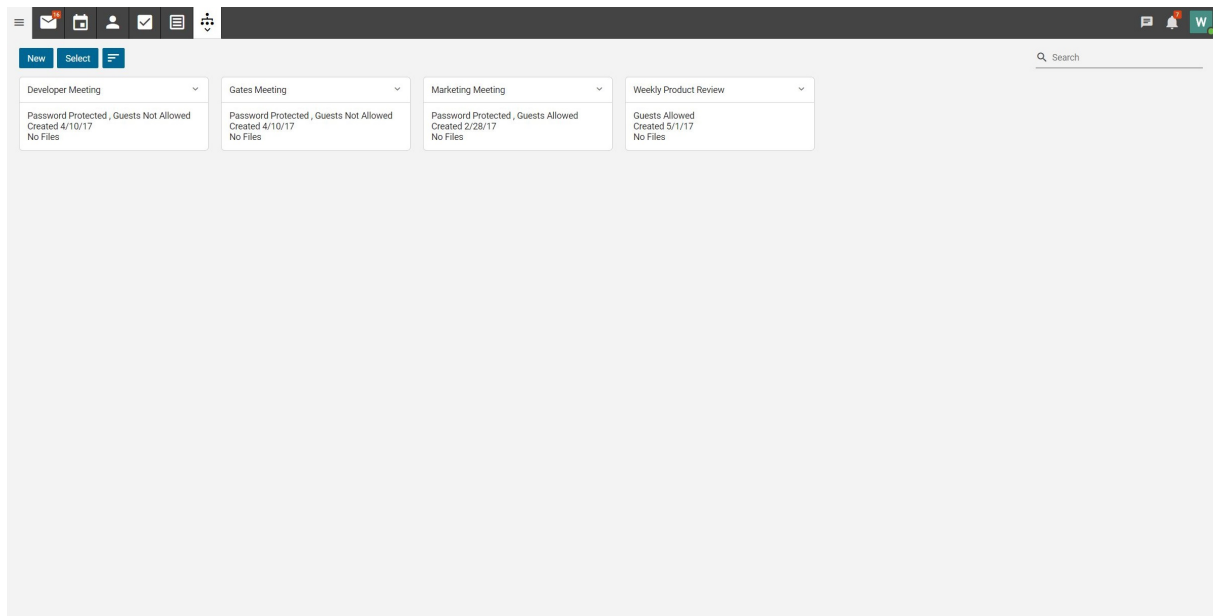 16
7
W
New
Select
Search
Developer Meeting
Password Protected , Guests Not Allowed
Created 4/10/17
No Files
Gates Meeting
Password Protected , Guests Not Allowed
Created 4/10/17
No Files
Marketing Meeting
Password Protected , Guests Allowed
Created 2/28/17
No Files
Weekly Product Review
Guests Allowed
Created 5/1/17
No Files